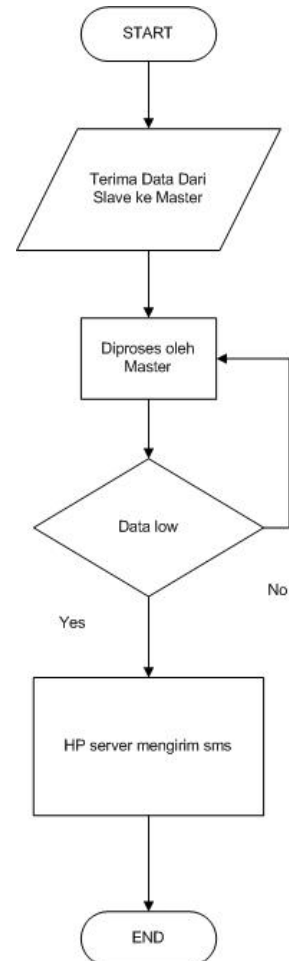 START
Terima Data Dari
Slave ke Master
Diproses oleh
Master
Data low
No
Yes
HP server mengirim sms
END